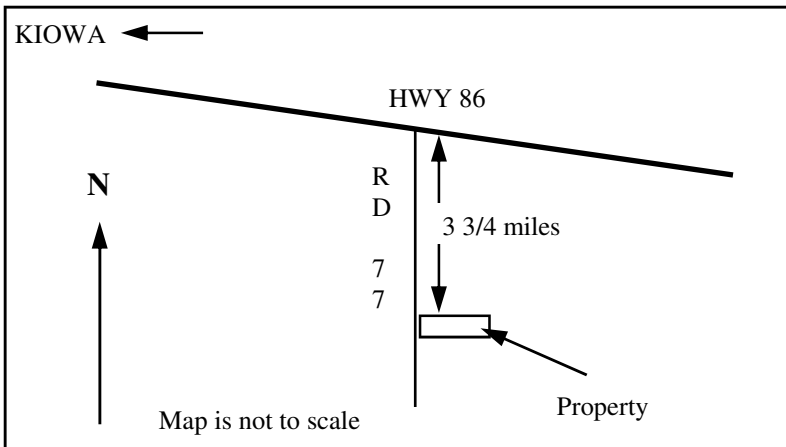 KIOWA
HWY 86
N
R
D
7
7
3 3/4 miles
Property
Map is not to scale